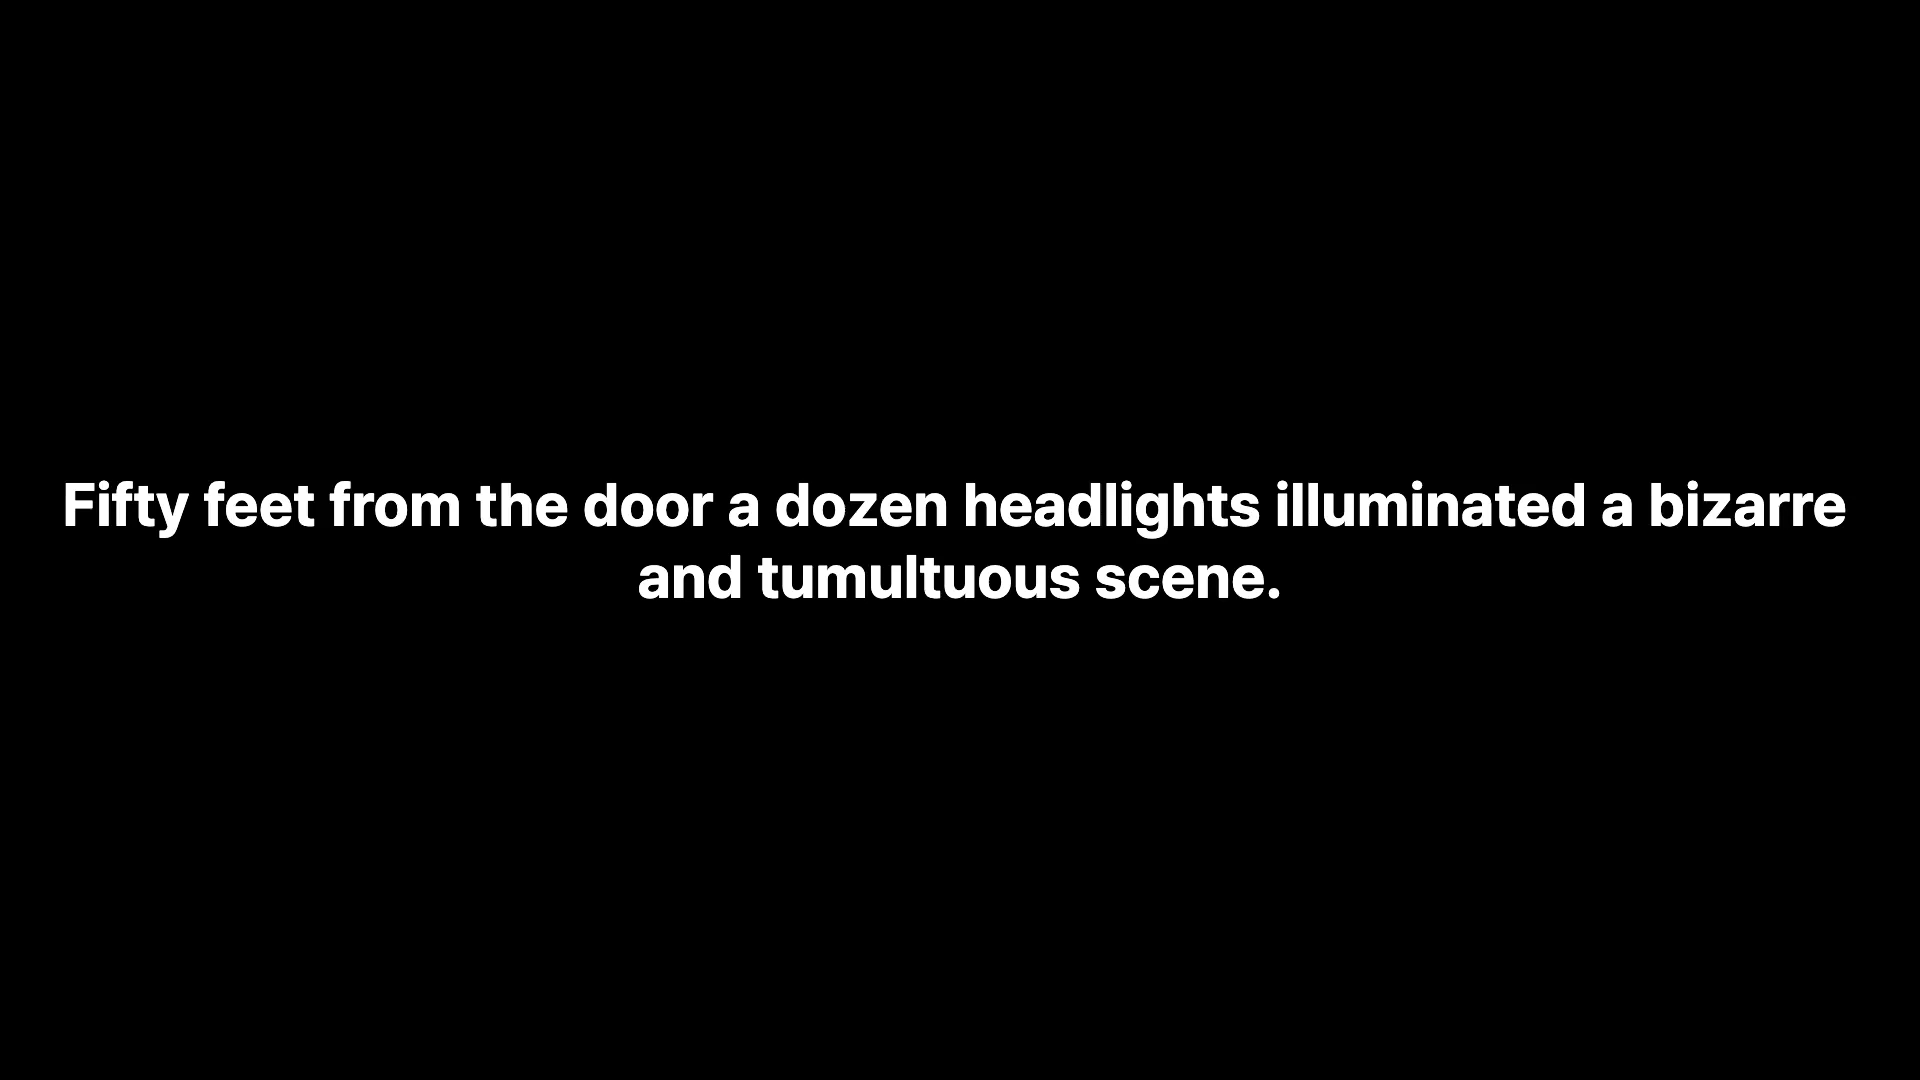 Fifty feet from the door a dozen headlights illuminated a bizarre
and tumultuous scene.